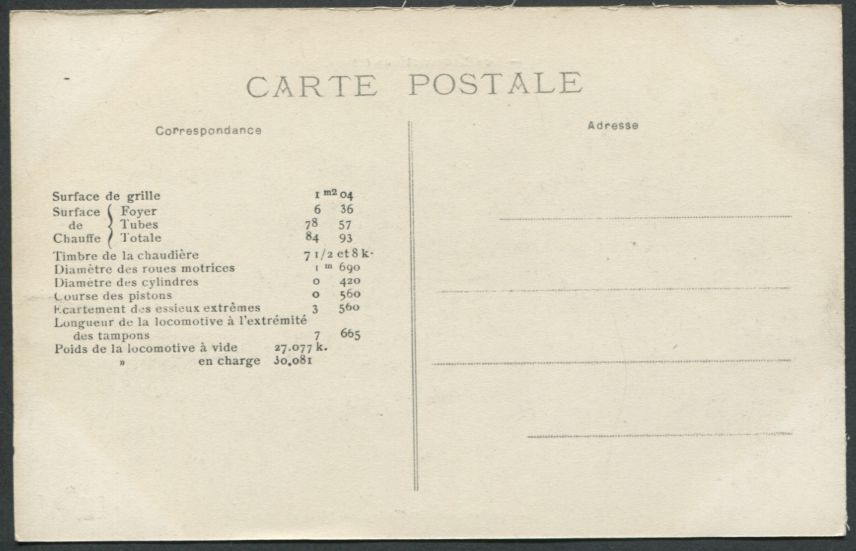 CARTE POSTALE
Correspondance
Adresse
Surface de grille 1 m2 04
Surface { Foyer 6 36
de Tubes 78 57
Chauffe Totale 84 93
Timbre de la chaudière 7 1/2 et 8 k.
Diamètre des roues motrices 1 m 690
Diamètre des cylindres 0 420
Course des pistons 0 560
Ecartement des essieux extrêmes 3 560
Longueur de la locomotive à l'extrémité
des tampons 7 665
Poids de la locomotive à vide 27.077 k.
» en charge 30.081